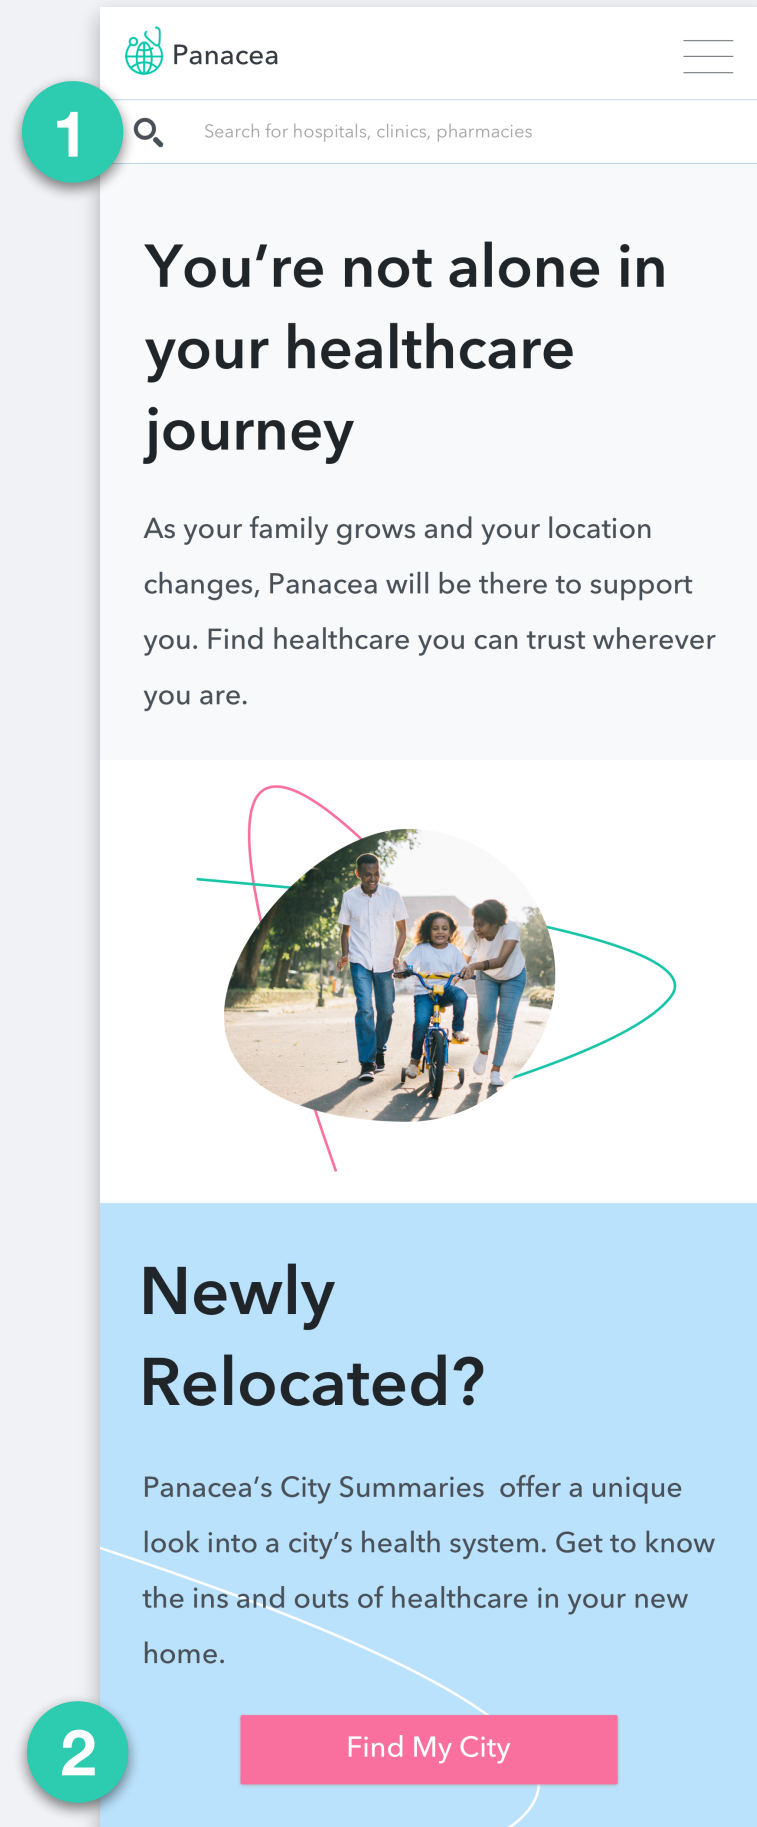 Panacea
1
Search for hospitals, clinics, pharmacies
You’re not alone in
your healthcare
journey
As your family grows and your location
changes, Panacea will be there to support
you. Find healthcare you can trust wherever
you are.
Newly
Relocated?
Panacea’s City Summaries  offer a unique
look into a city’s health system. Get to know
the ins and outs of healthcare in your new
home.
2
Find My City